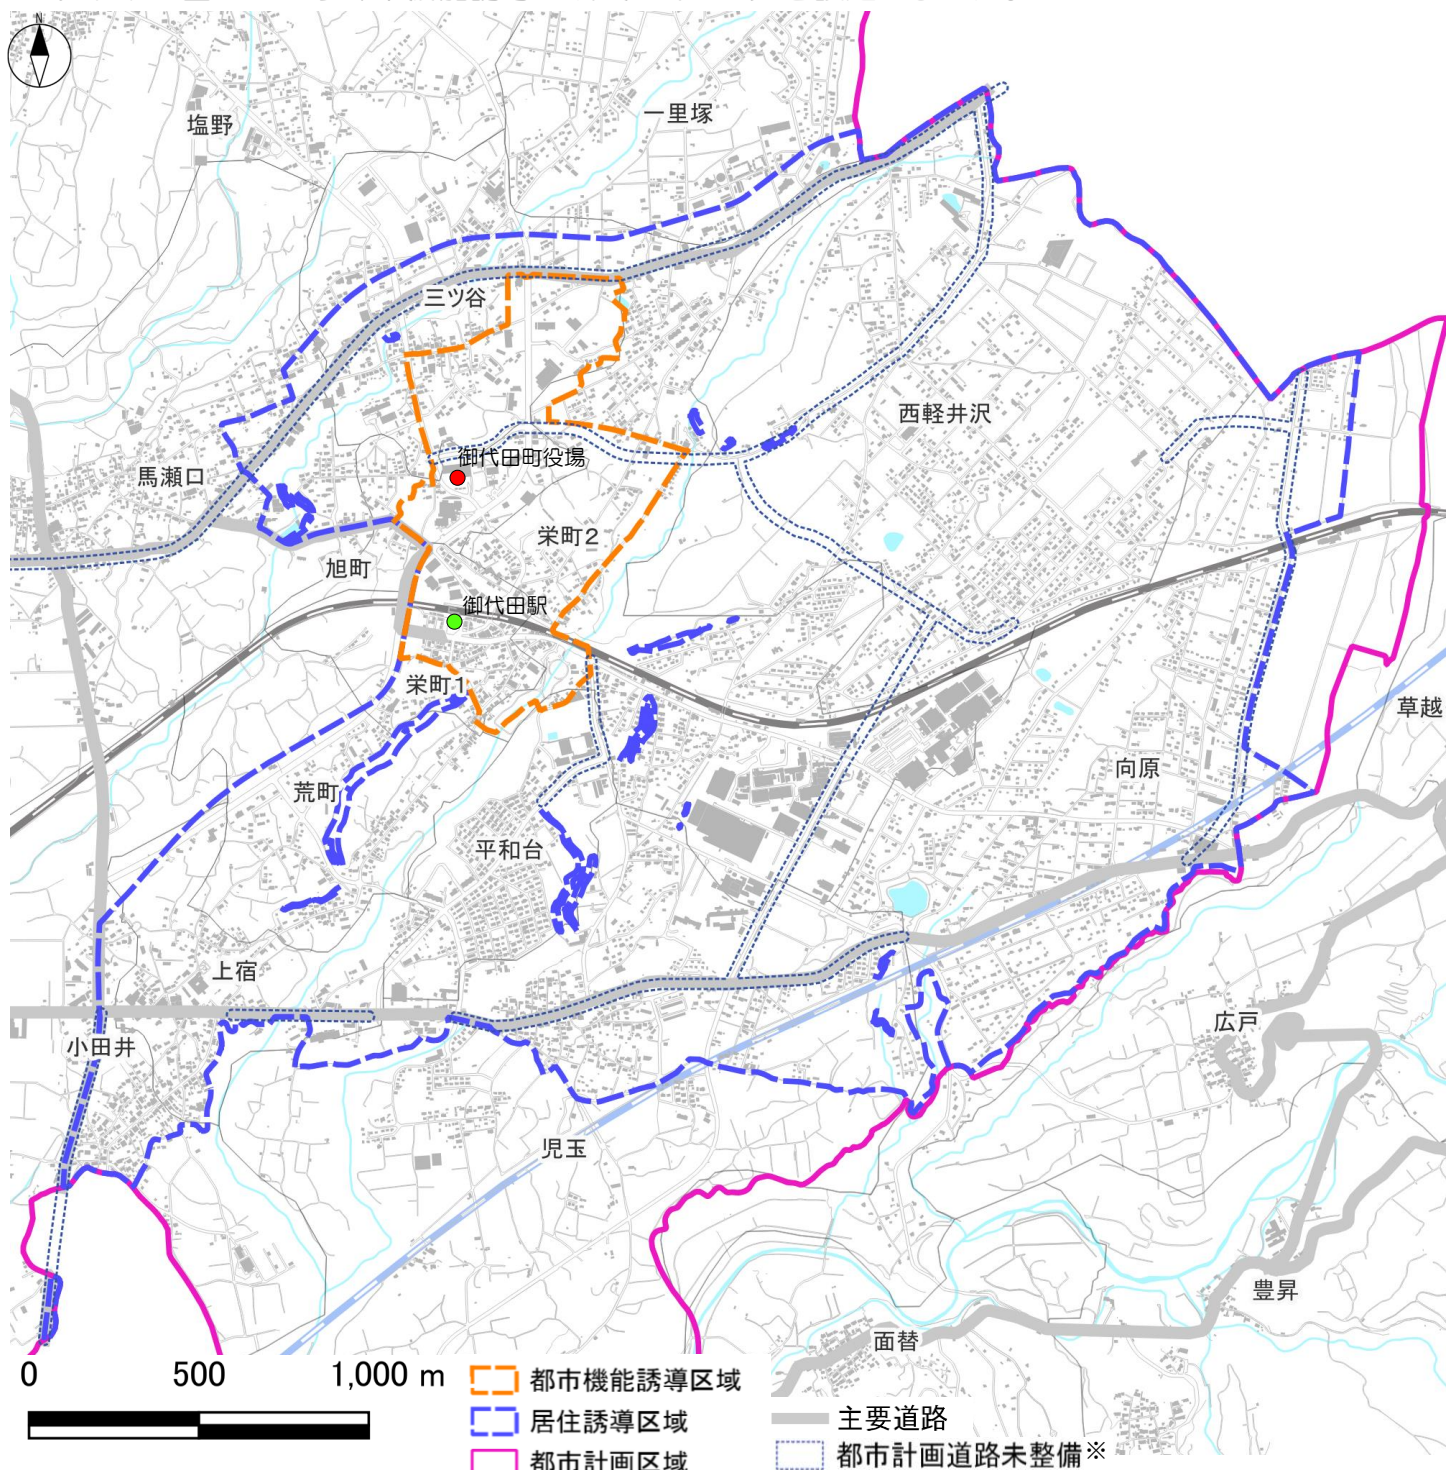 N
一里塚
塩野
三ツ谷
西軽井沢
御代田町役場
馬瀬口
栄町2
旭町
御代田駅
栄町1
草越
向原
荒町
平和台
上宿
広戸
小田井
児玉
豊昇
面替
0 500 1,000 m
都市機能誘導区域
居住誘導区域
都市計画区域
主要道路
都市計画道路未整備※